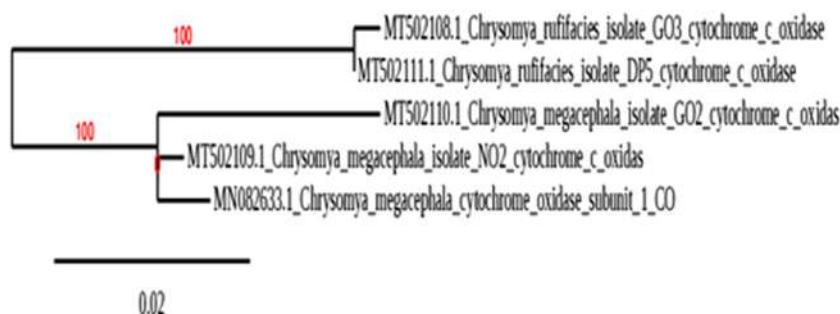 100
MT502108.1_Chrysomya_rufifacies_isolate_GO3_cytochrome_c_oxidase
MT502111.1_Chrysomya_rufifacies_isolate_DP5_cytochrome_c_oxidase
MT502110.1_Chrysomya_megacephala_isolate_GO2_cytochrome_c_oxidas
100
MT502109.1_Chrysomya_megacephala_isolate_NO2_cytochrome_c_oxidas
MN082633.1_Chrysomya_megacephala_cytochrome_oxidase_subunit_1_CO
0.02